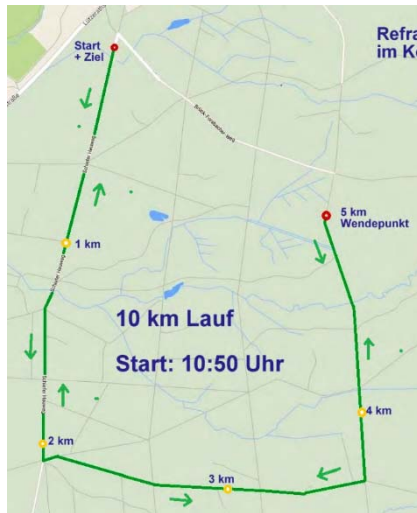 Refra
im Ko
Start
+ Ziel
5 km
Wendepunkt
1 km
10 km Lauf
Start: 10:50 Uhr
4 km
2 km
3 km